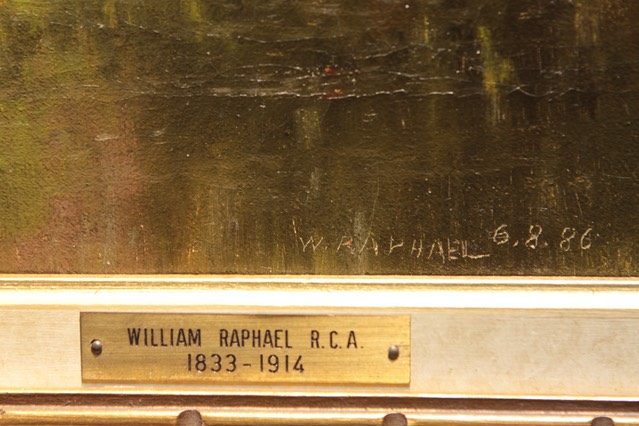 W. RAPHAEL 6.8.86
WILLIAM RAPHAEL R.C.A.
1833-1914